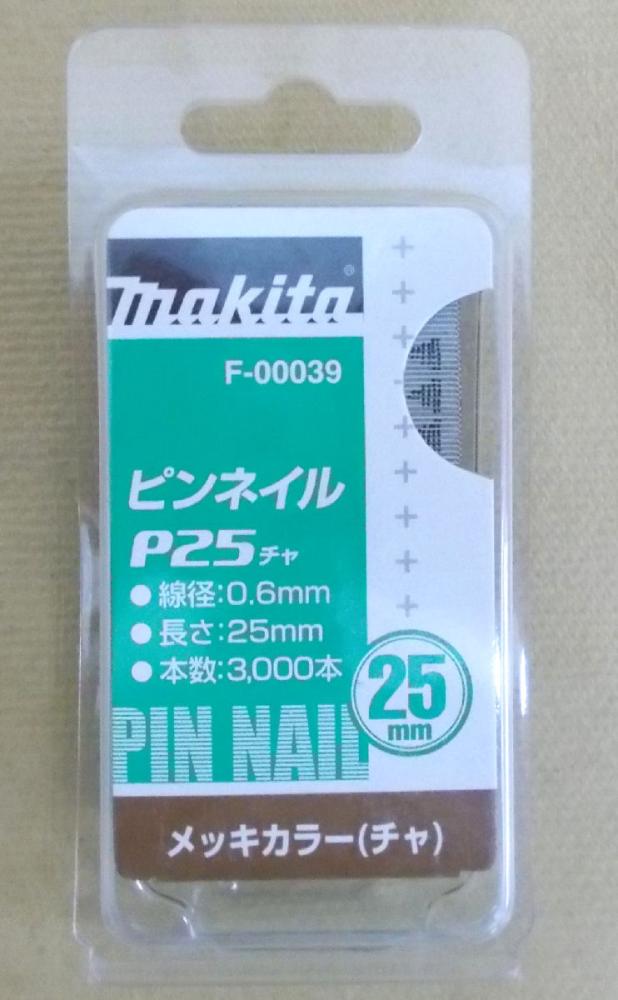 makita®
F-00039
ピンネイル
P25チャ
●線径:0.6mm
●長さ:25mm
●本数:3,000本
25
mm
PIN NAIL
メッキカラー(チャ)